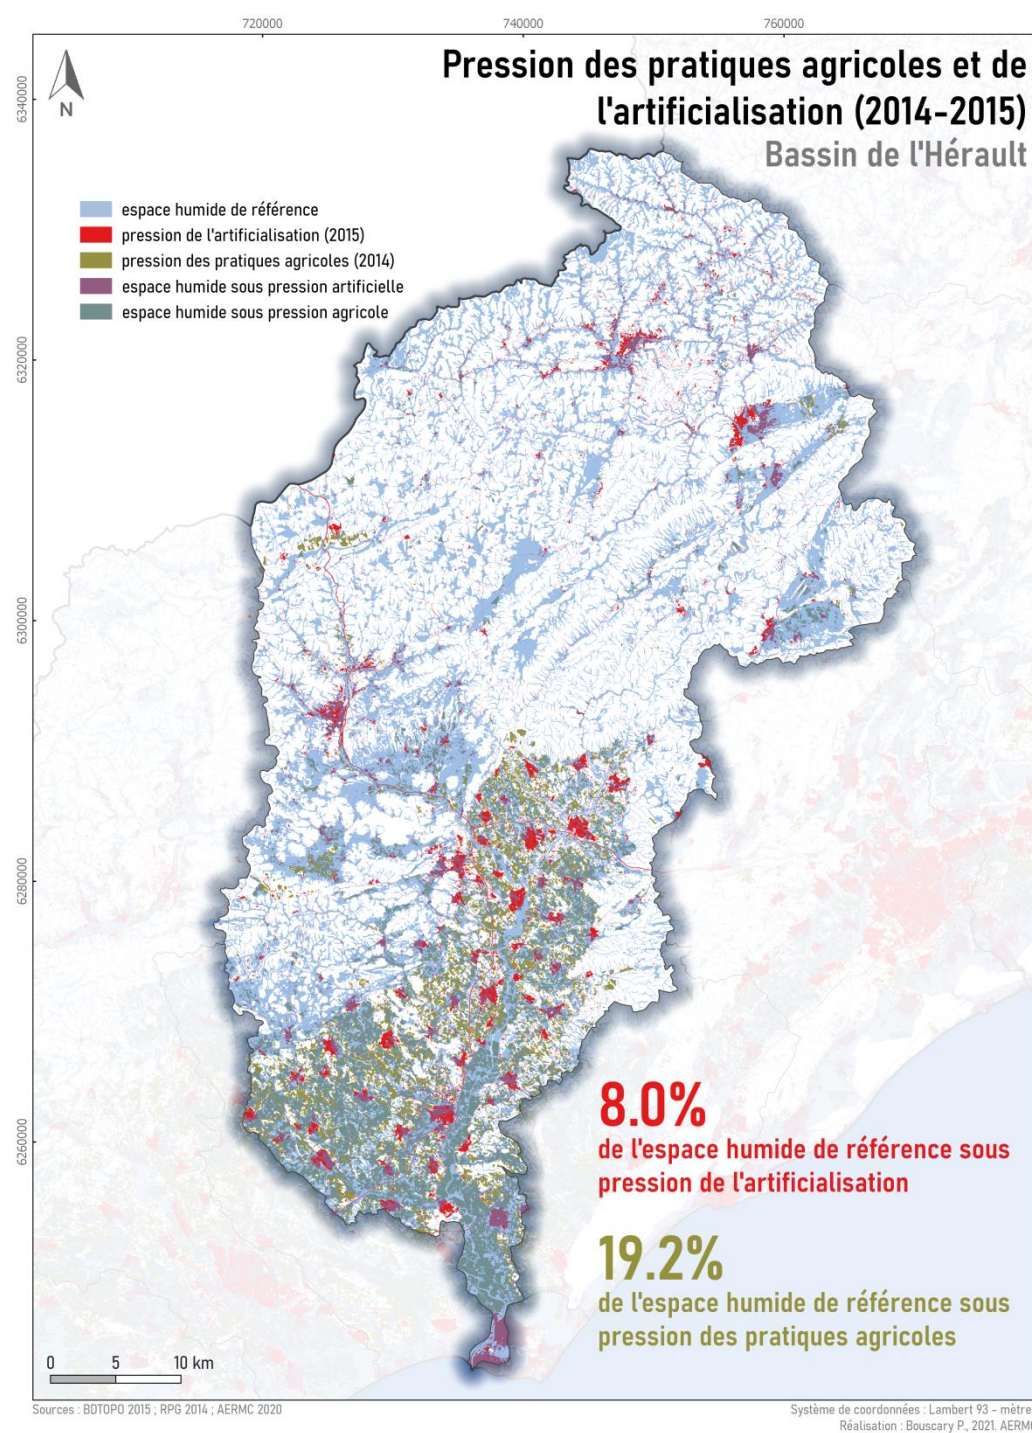 720000
740000
760000
6340000
6320000
6300000
6280000
6260000
Pression des pratiques agricoles et de
l'artificialisation (2014-2015)
Bassin de l'Hérault
N
espace humide de référence
pression de l'artificialisation (2015)
pression des pratiques agricoles (2014)
espace humide sous pression artificielle
espace humide sous pression agricole
8.0%
de l'espace humide de référence sous
pression de l'artificialisation
19.2%
de l'espace humide de référence sous
pression des pratiques agricoles
0 5 10 km
Sources : BDTOPO 2015 ; RPG 2014 ; AERMC 2020
Système de coordonnées : Lambert 93 - mètre
Réalisation : Bouscary P., 2021. AERM